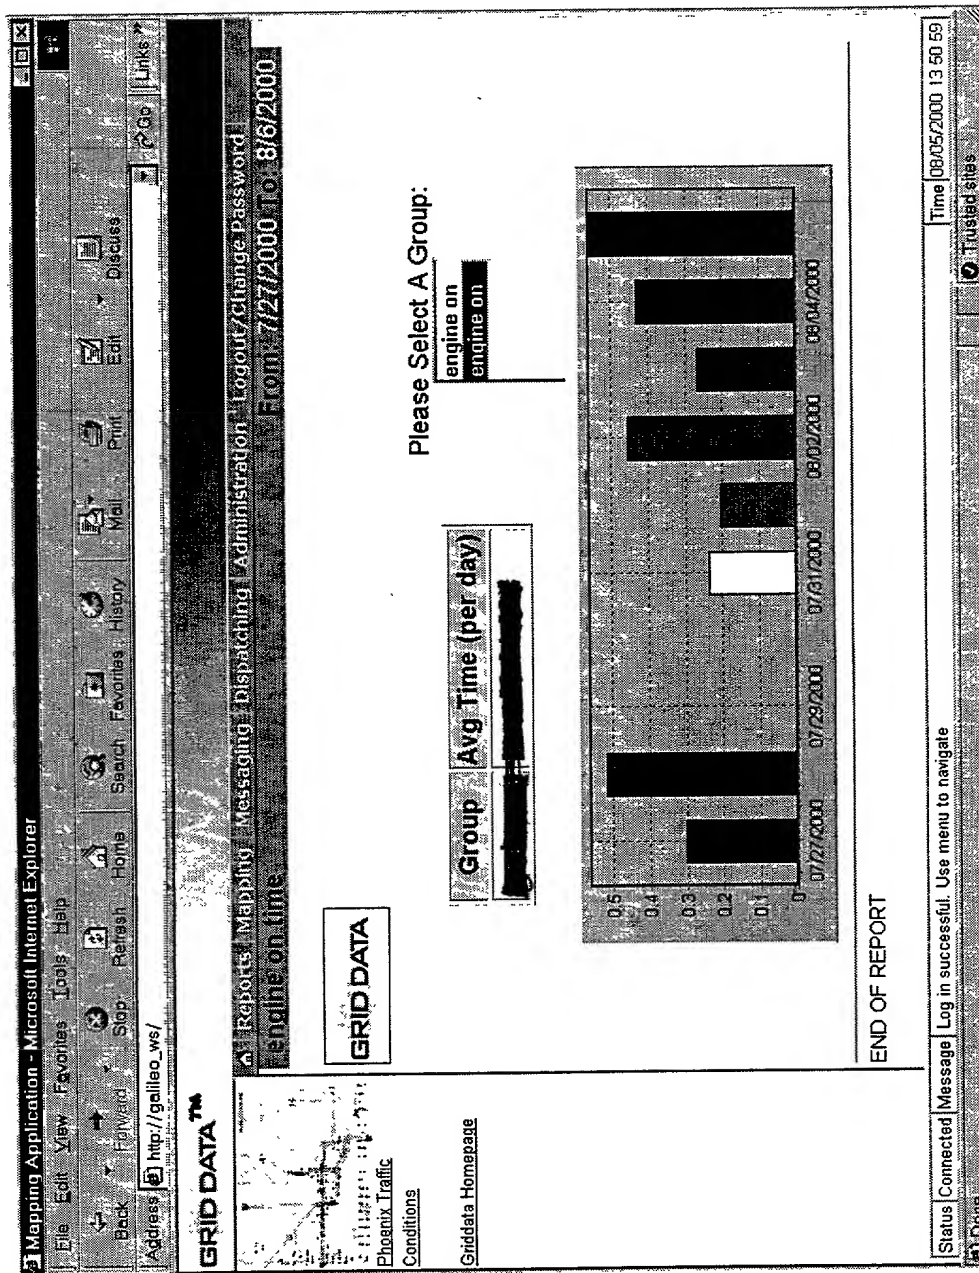 Mapping Application - Microsoft Internet Explorer
File Edit View Favorites Tools Help
Back Forward Stop Refresh Home Search Favorites History Mail Print Edit Discuss
Address http://galileo_ws/ Go Links »
GRID DATA™
Reports Mapping Messaging Dispatching Administration Logout/Change Password
engine on time From: 7/27/2000 To: 8/6/2000
Phoenix Traffic
Conditions
Griddata Homepage
GRID DATA
Group Avg Time (per day)
Please Select A Group:
engine on
engine on
0.5
0.4
0.3
0.2
0.1
0
07/27/2000 07/29/2000 07/31/2000 08/02/2000 08/04/2000
END OF REPORT
Status Connected Message Log in successful. Use menu to navigate Time 08/05/2000 13 50 59
Done Trusted sites